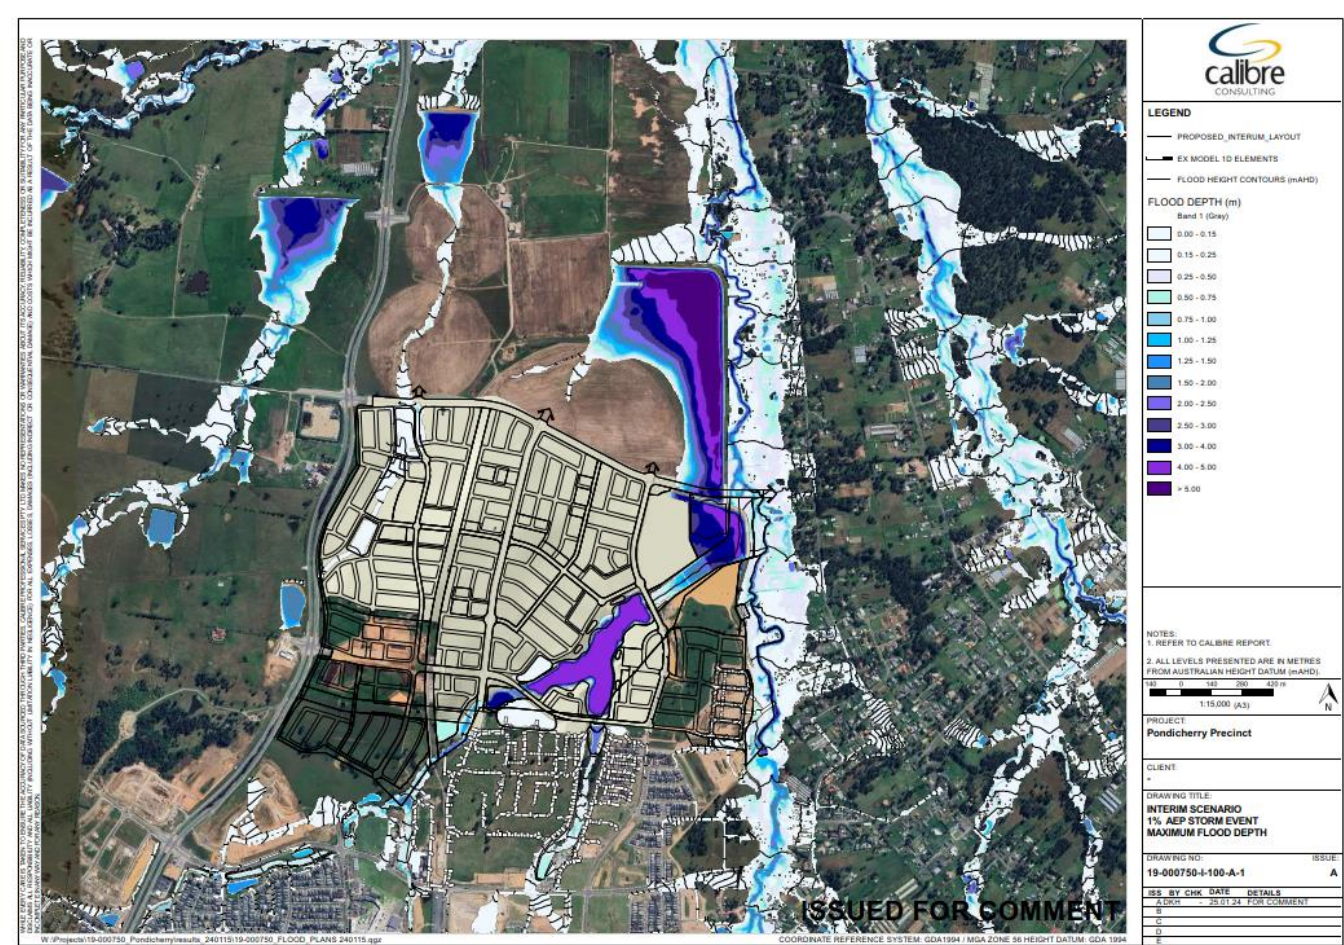 calibre
CONSULTING
LEGEND
PROPOSED_INTERUM_LAYOUT
EX MODEL 1D ELEMENTS
FLOOD HEIGHT CONTOURS (mAHD)
FLOOD DEPTH (m)
Band 1 (Grey)
0.00 - 0.15
0.15 - 0.25
0.25 - 0.50
0.50 - 0.75
0.75 - 1.00
1.00 - 1.25
1.25 - 1.50
1.50 - 2.00
2.00 - 2.50
2.50 - 3.00
3.00 - 4.00
4.00 - 5.00
> 5.00
NOTES:
1. REFER TO CALIBRE REPORT.
2. ALL LEVELS PRESENTED ARE IN METRES
FROM AUSTRALIAN HEIGHT DATUM (mAHD).
140 0 140 280 420 m
1:15,000 (A3)
N
PROJECT:
Pondicherry Precinct
CLIENT:
-
DRAWING TITLE:
INTERIM SCENARIO
1% AEP STORM EVENT
MAXIMUM FLOOD DEPTH
DRAWING NO: ISSUE:
19-000750-I-100-A-1 A
ISS BY CHK DATE DETAILS
A DKH - 25.01.24 FOR COMMENT
B
C
D
E
ISSUED FOR COMMENT
W:\Projects\19-000750_Pondicherry\results_240115\19-000750_FLOOD_PLANS 240115.qgz
COORDINATE REFERENCE SYSTEM: GDA1994 / MGA ZONE 56 HEIGHT DATUM: GDA 1994